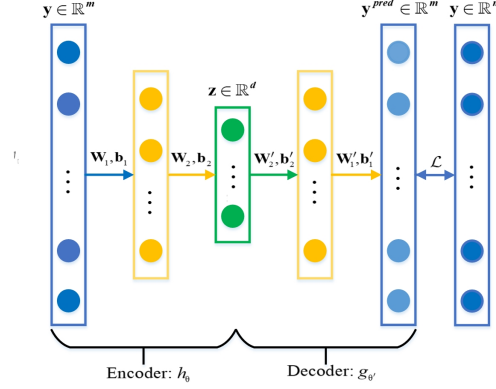 y ∈ ℝ^m
y^pred ∈ ℝ^m
y ∈ ℝ
z ∈ ℝ^d
W₁, b₁
W₂, b₂
W′₂, b′₂
W′₁, b′₁
ℒ
Encoder: h_θ
Decoder: g_θ′